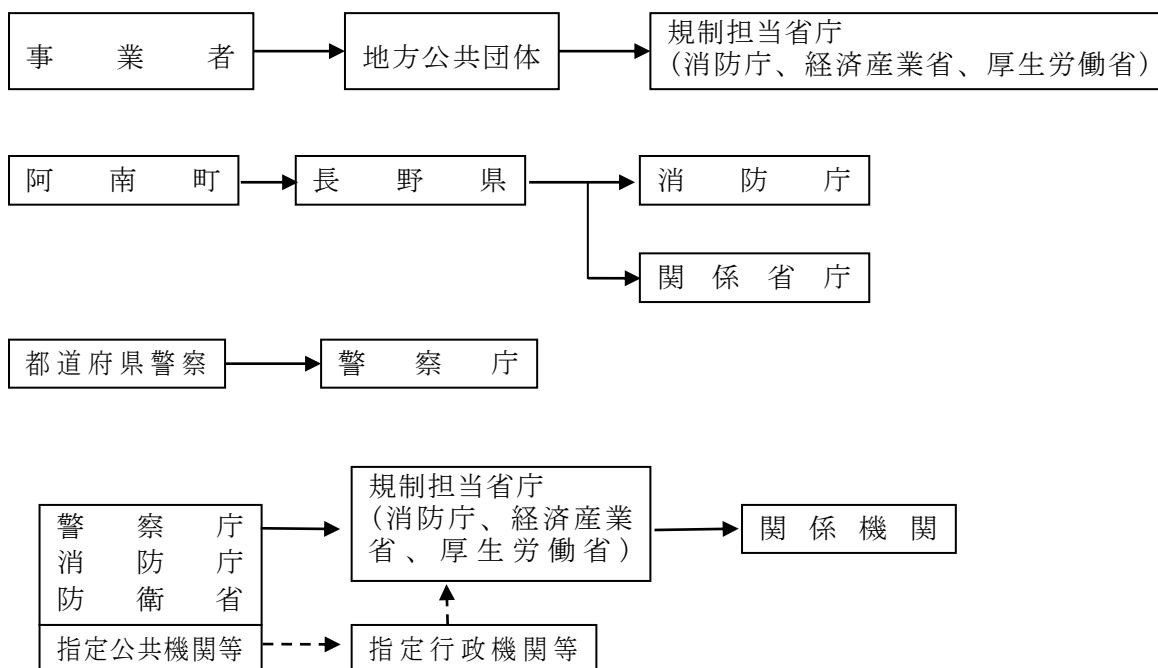 事業者
地方公共団体
規制担当省庁
(消防庁、経済産業省、厚生労働省)
阿南町
長野県
消防庁
関係省庁
都道府県警察
警察庁
警察庁
消防庁
防衛省
指定公共機関等
規制担当省庁
(消防庁、経済産業
省、厚生労働省)
指定行政機関等
関係機関